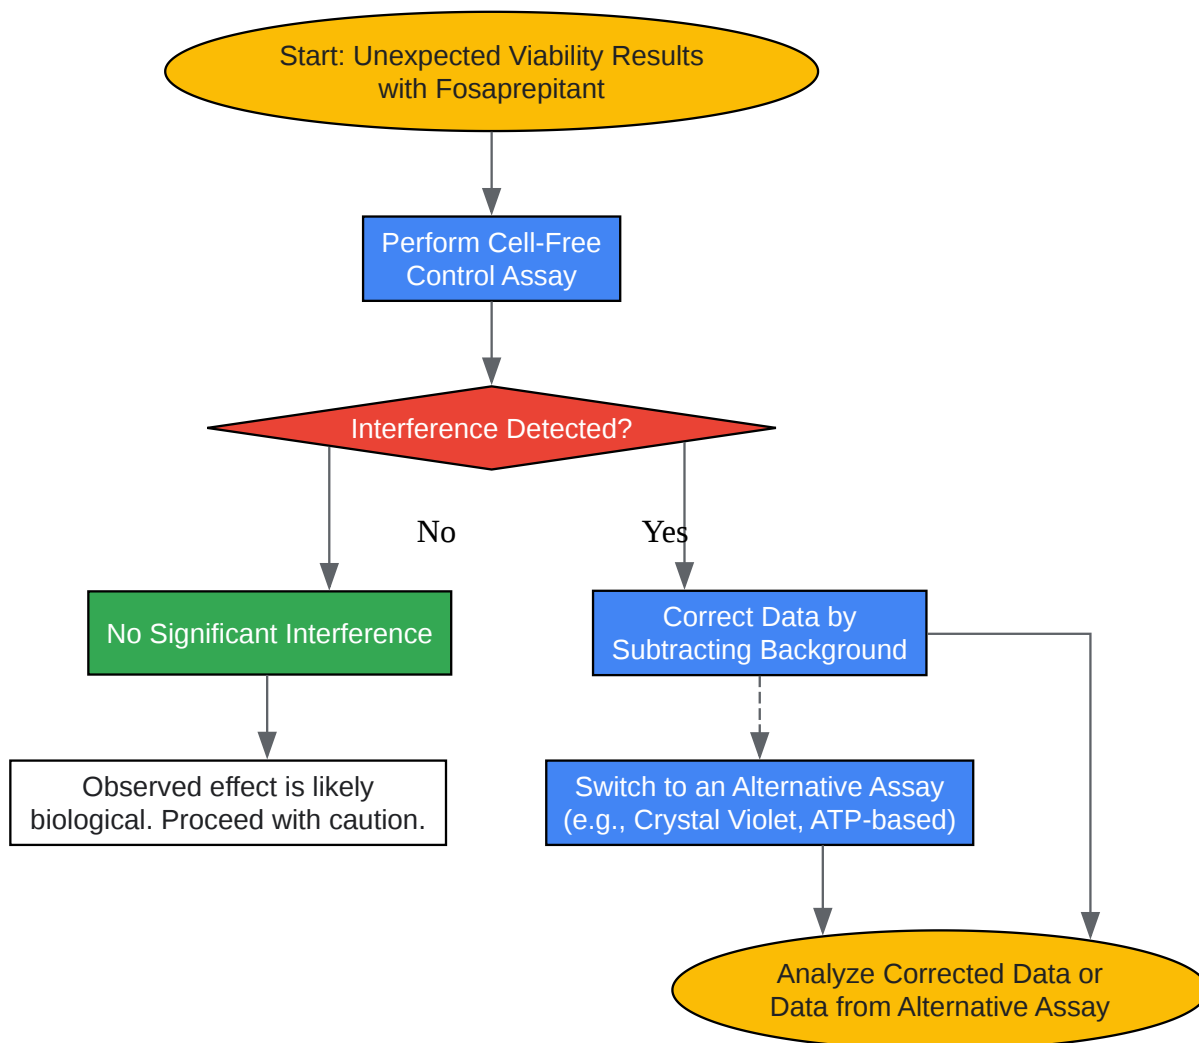 Start: Unexpected Viability Results
with Fosaprepitant
Perform Cell-Free
Control Assay
Interference Detected?
No
Yes
No Significant Interference
Correct Data by
Subtracting Background
Observed effect is likely
biological. Proceed with caution.
Switch to an Alternative Assay
(e.g., Crystal Violet, ATP-based)
Analyze Corrected Data or
Data from Alternative Assay